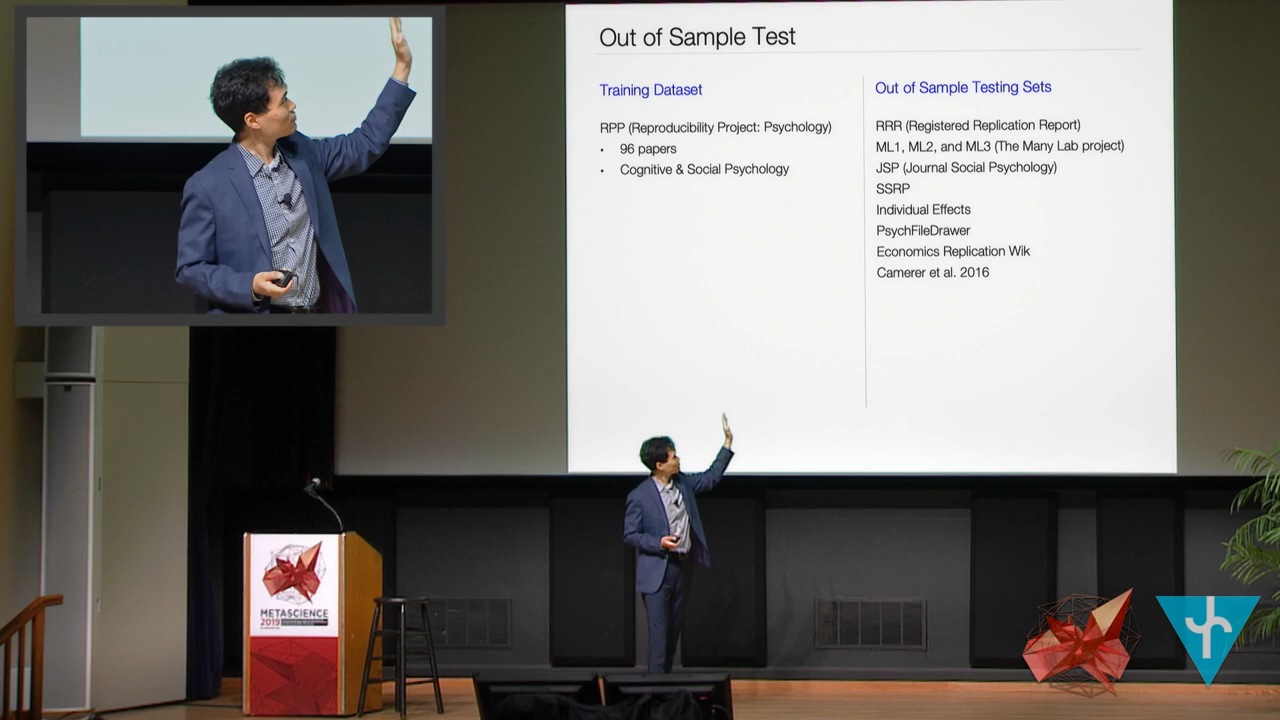 Out of Sample Test
Training Dataset
RPP (Reproducibility Project: Psychology)
• 96 papers
• Cognitive & Social Psychology
Out of Sample Testing Sets
RRR (Registered Replication Report)
ML1, ML2, and ML3 (The Many Lab project)
JSP (Journal Social Psychology)
SSRP
Individual Effects
PsychFileDrawer
Economics Replication Wik
Camerer et al. 2016
METASCIENCE
2019